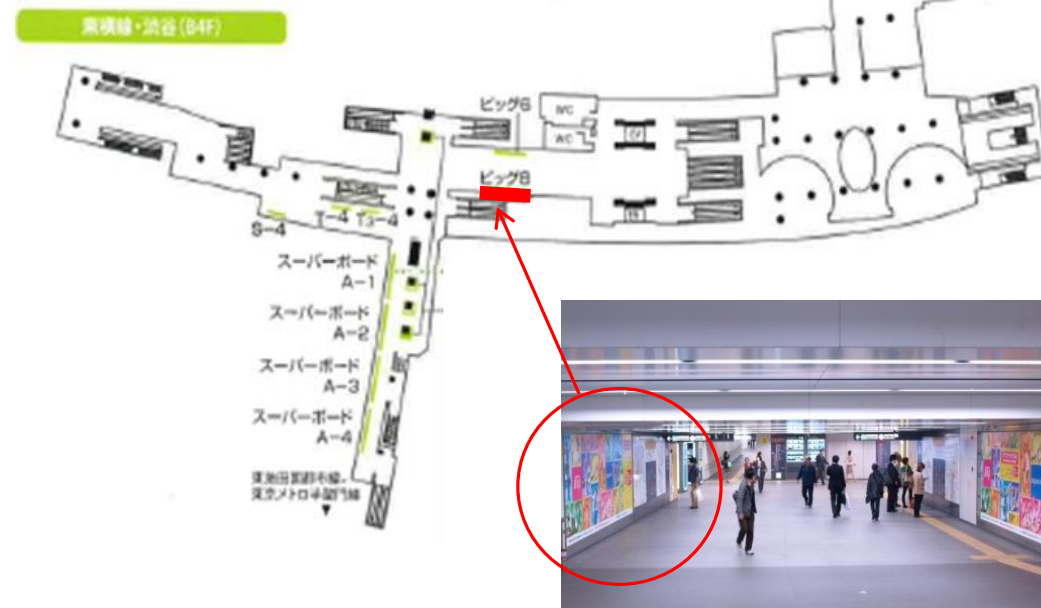 東横線・渋谷(B4F)
ビッグ6
WC
WC
EV
ビッグ8
S-4
T-4
スーパーボード
A-1
スーパーボード
A-2
スーパーボード
A-3
スーパーボード
A-4
東急田園都市線・
東京メトロ半蔵門線
▼